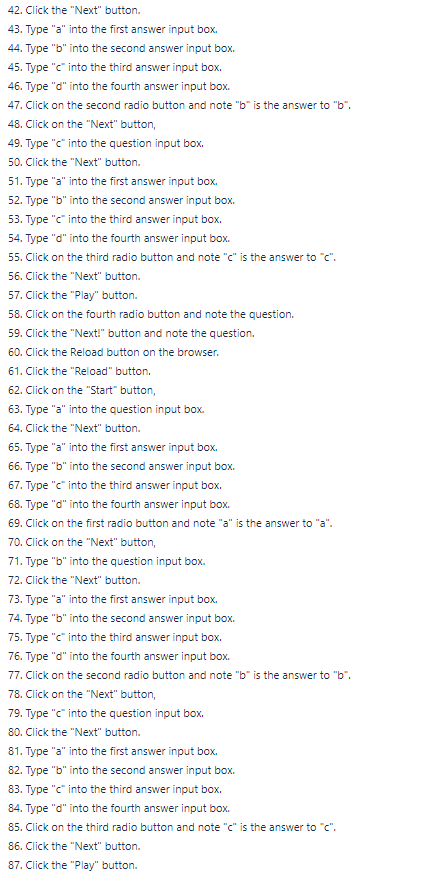 42. Click the "Next" button.
43. Type "a" into the first answer input box.
44. Type "b" into the second answer input box.
45. Type "c" into the third answer input box.
46. Type "d" into the fourth answer input box.
47. Click on the second radio button and note "b" is the answer to "b".
48. Click on the "Next" button,
49. Type "c" into the question input box.
50. Click the "Next" button.
51. Type "a" into the first answer input box.
52. Type "b" into the second answer input box.
53. Type "c" into the third answer input box.
54. Type "d" into the fourth answer input box.
55. Click on the third radio button and note "c" is the answer to "c".
56. Click the "Next" button.
57. Click the "Play" button.
58. Click on the fourth radio button and note the question.
59. Click the "Next!" button and note the question.
60. Click the Reload button on the browser.
61. Click the "Reload" button.
62. Click on the "Start" button,
63. Type "a" into the question input box.
64. Click the "Next" button.
65. Type "a" into the first answer input box.
66. Type "b" into the second answer input box.
67. Type "c" into the third answer input box.
68. Type "d" into the fourth answer input box.
69. Click on the first radio button and note "a" is the answer to "a".
70. Click on the "Next" button,
71. Type "b" into the question input box.
72. Click the "Next" button.
73. Type "a" into the first answer input box.
74. Type "b" into the second answer input box.
75. Type "c" into the third answer input box.
76. Type "d" into the fourth answer input box.
77. Click on the second radio button and note "b" is the answer to "b".
78. Click on the "Next" button,
79. Type "c" into the question input box.
80. Click the "Next" button.
81. Type "a" into the first answer input box.
82. Type "b" into the second answer input box.
83. Type "c" into the third answer input box.
84. Type "d" into the fourth answer input box.
85. Click on the third radio button and note "c" is the answer to "c".
86. Click the "Next" button.
87. Click the "Play" button.